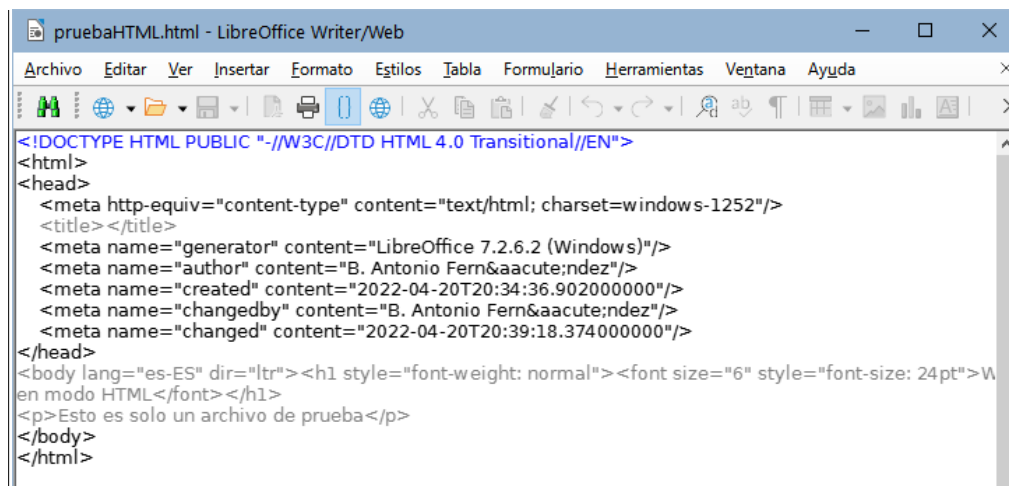 pruebaHTML.html - LibreOffice Writer/Web
Archivo Editar Ver Insertar Formato Estilos Tabla Formulario Herramientas Ventana Ayuda
<!DOCTYPE HTML PUBLIC "-//W3C//DTD HTML 4.0 Transitional//EN">
<html>
<head>
<meta http-equiv="content-type" content="text/html; charset=windows-1252"/>
<title></title>
<meta name="generator" content="LibreOffice 7.2.6.2 (Windows)"/>
<meta name="author" content="B. Antonio Fern&aacute;ndez"/>
<meta name="created" content="2022-04-20T20:34:36.902000000"/>
<meta name="changedby" content="B. Antonio Fern&aacute;ndez"/>
<meta name="changed" content="2022-04-20T20:39:18.374000000"/>
</head>
<body lang="es-ES" dir="ltr"><h1 style="font-weight: normal"><font size="6" style="font-size: 24pt">W
en modo HTML</font></h1>
<p>Esto es solo un archivo de prueba</p>
</body>
</html>